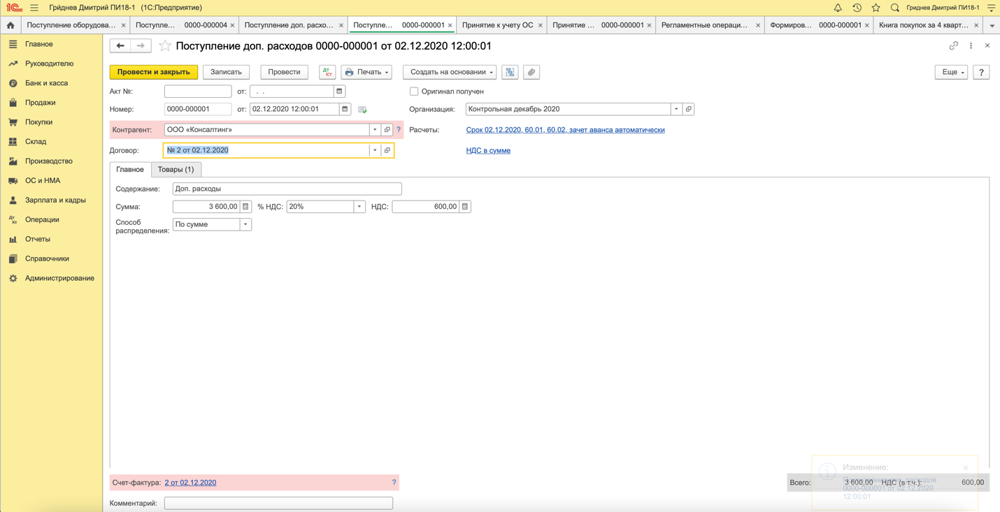 Гриднев Дмитрий ПИ18-1 (1С:Предприятие)
Гриднев Дмитрий ПИ18-1
Поступление оборудова... ×
Поступле... 0000-000004 ×
Поступление доп. расхо... ×
Поступле... 0000-000001 ×
Принятие к учету ОС ×
Принятие ... 0000-000001 ×
Регламентные операци... ×
Формиров... 0000-000001 ×
Книга покупок за 4 кварт... ×
Главное
Руководителю
Банк и касса
Продажи
Покупки
Склад
Производство
ОС и НМА
Зарплата и кадры
Операции
Отчеты
Справочники
Администрирование
Поступление доп. расходов 0000-000001 от 02.12.2020 12:00:01
Провести и закрыть
Записать
Провести
Дт Кт
Печать
Создать на основании
Еще
?
Акт №: от: . .
Оригинал получен
Номер: 0000-000001 от: 02.12.2020 12:00:01
Организация: Контрольная декабрь 2020
Контрагент: ООО «Консалтинг» ?
Расчеты: Срок 02.12.2020, 60.01, 60.02, зачет аванса автоматически
Договор: № 2 от 02.12.2020
НДС в сумме
Главное
Товары (1)
Содержание: Доп. расходы
Сумма: 3 600,00 % НДС: 20% НДС: 600,00
Способ
распределения: По сумме
Счет-фактура: 2 от 02.12.2020 ?
Всего: 3 600,00 НДС (в т.ч.): 600,00
Комментарий:
Изменение:
Поступление доп. расходов
0000-000001 от 02.12.2020
12:00:01